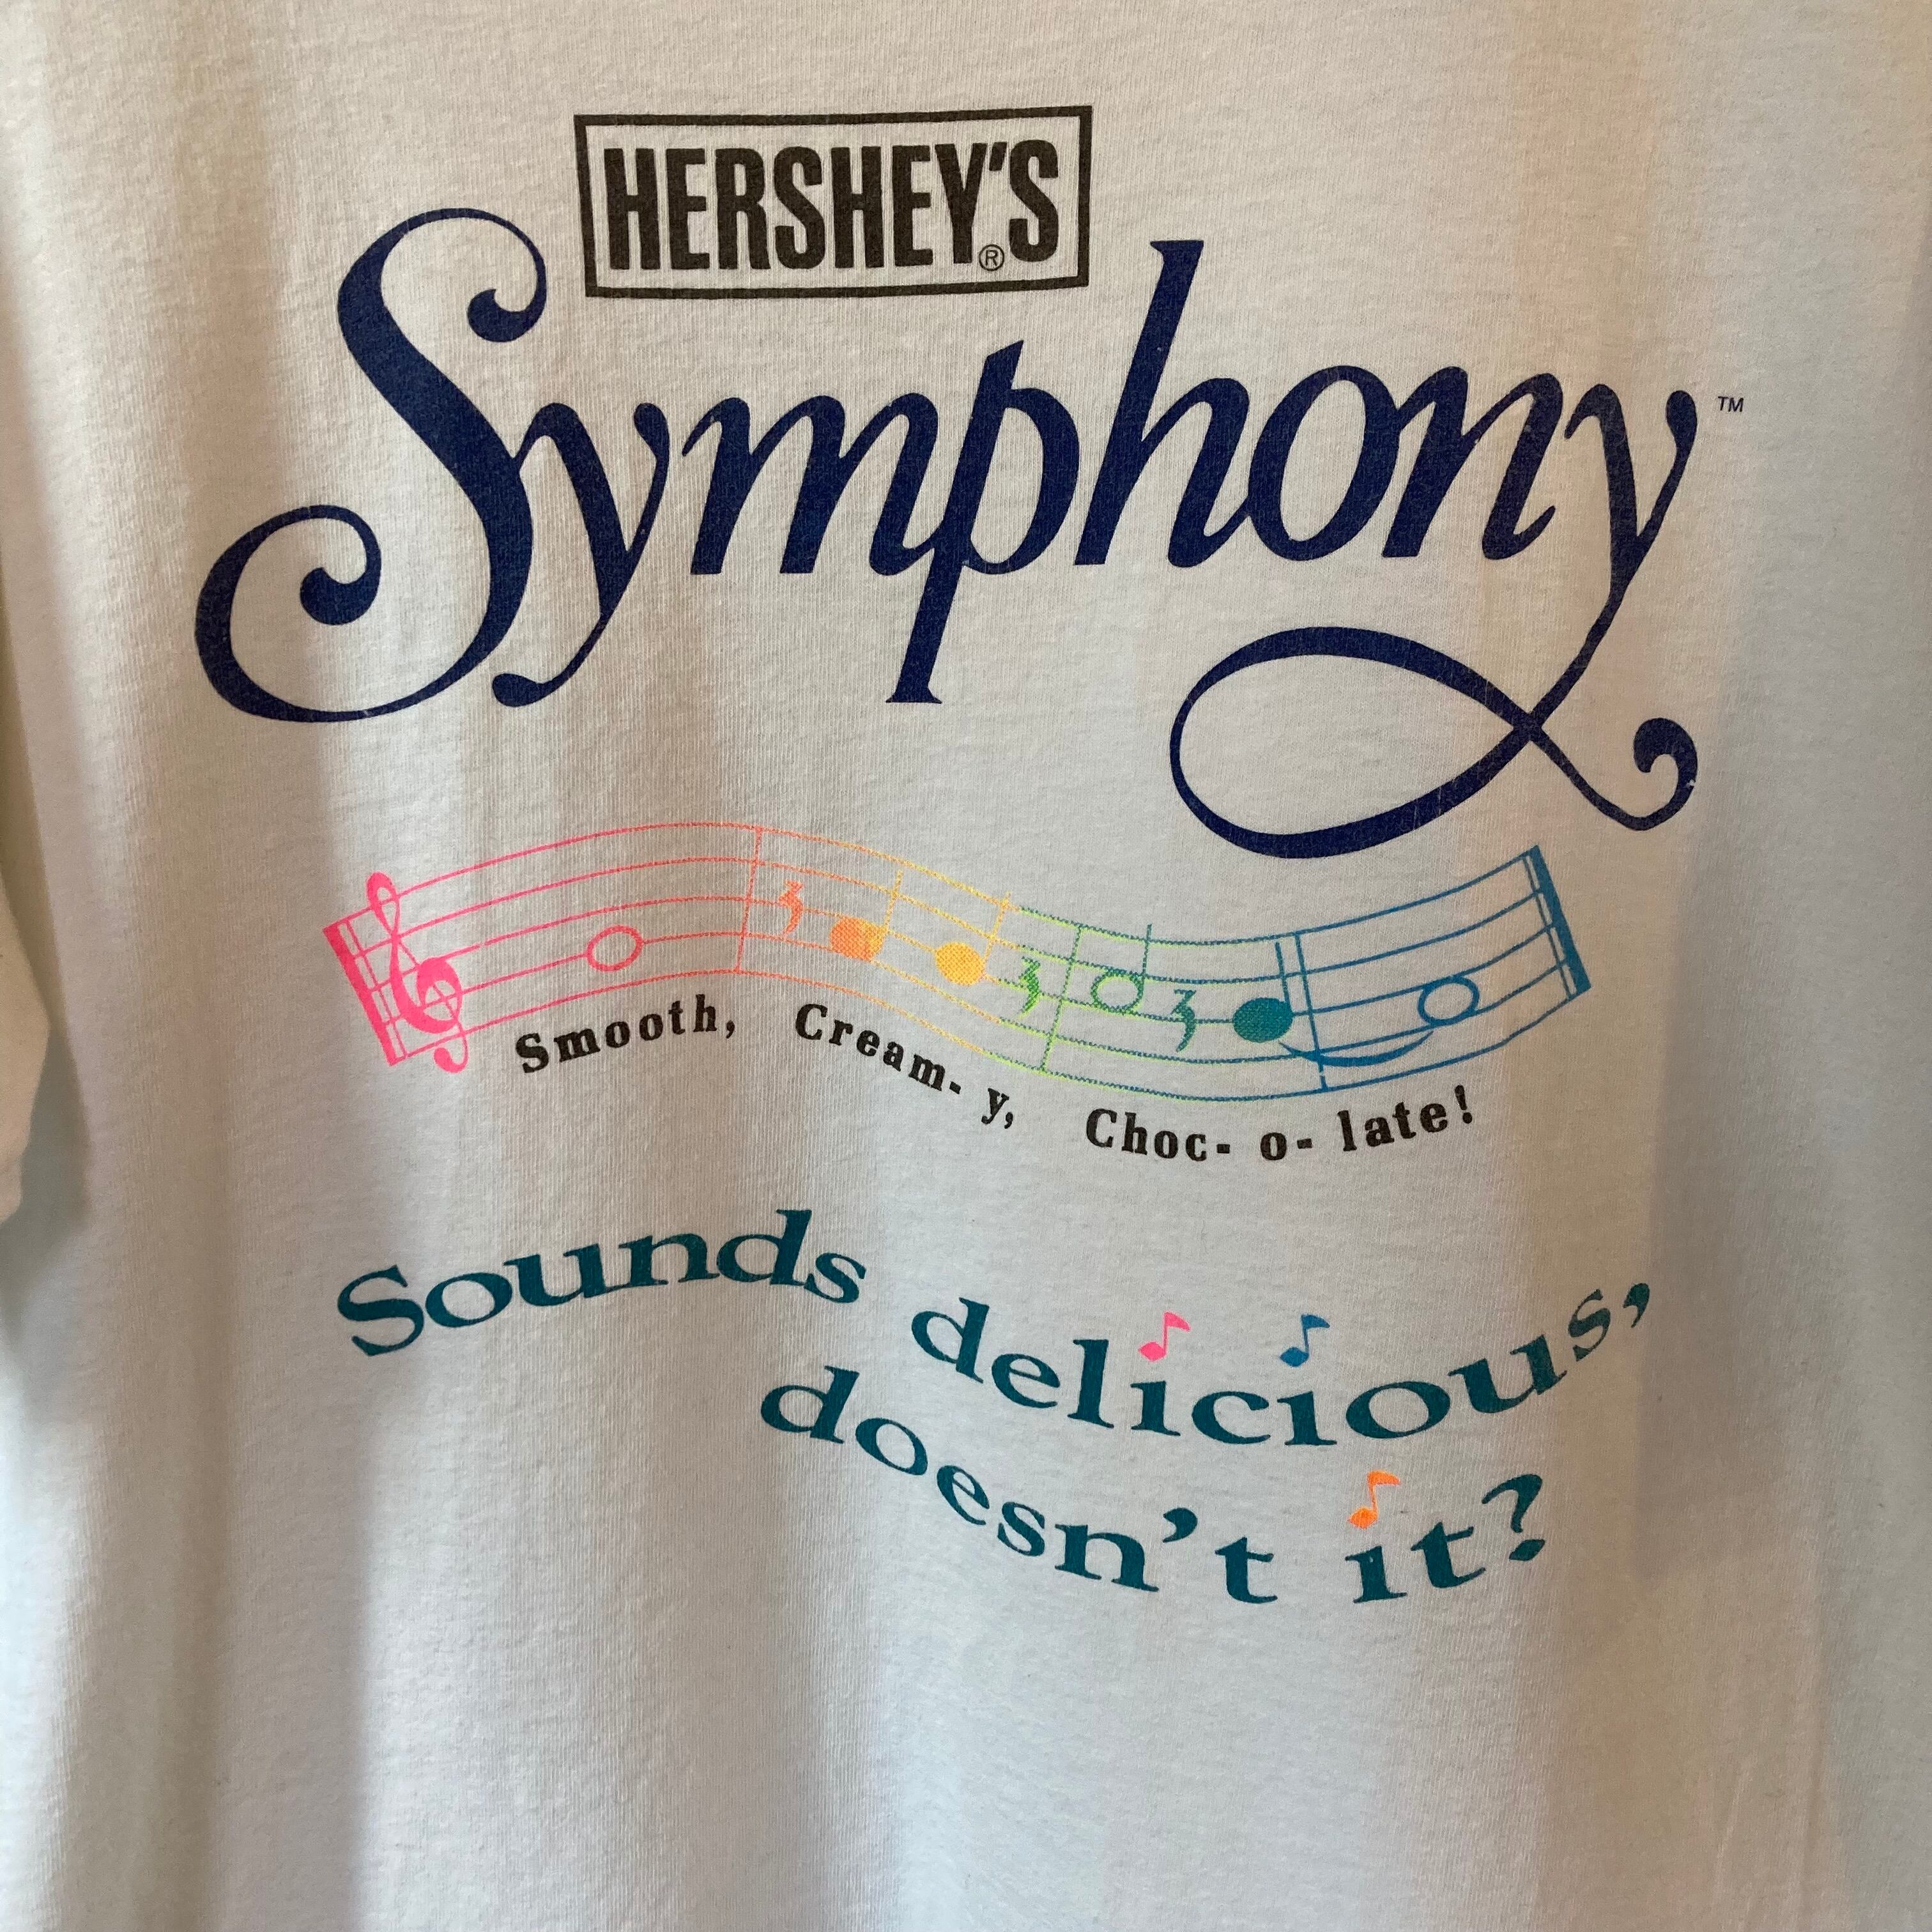 HERSHEY'S®
Symphony™
Smooth, Cream- y, Choc- o- late!
Sounds delicious,
doesn't it?